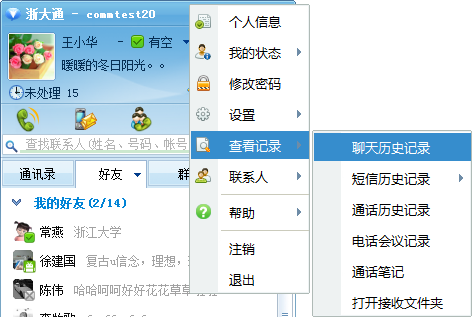 浙大通 - commtest20
王小华 - 有空
暖暖的冬日阳光。。
未处理 15
查找联系人(姓名、号码、帐号
通讯录 好友 群
我的好友(2/14)
常燕 浙江大学
徐建国 复古u信念，理想，
陈伟 哈哈呵呵好好花花草草
个人信息
我的状态
修改密码
设置
查看记录
联系人
帮助
注销
退出
聊天历史记录
短信历史记录
通话历史记录
电话会议记录
通话笔记
打开接收文件夹